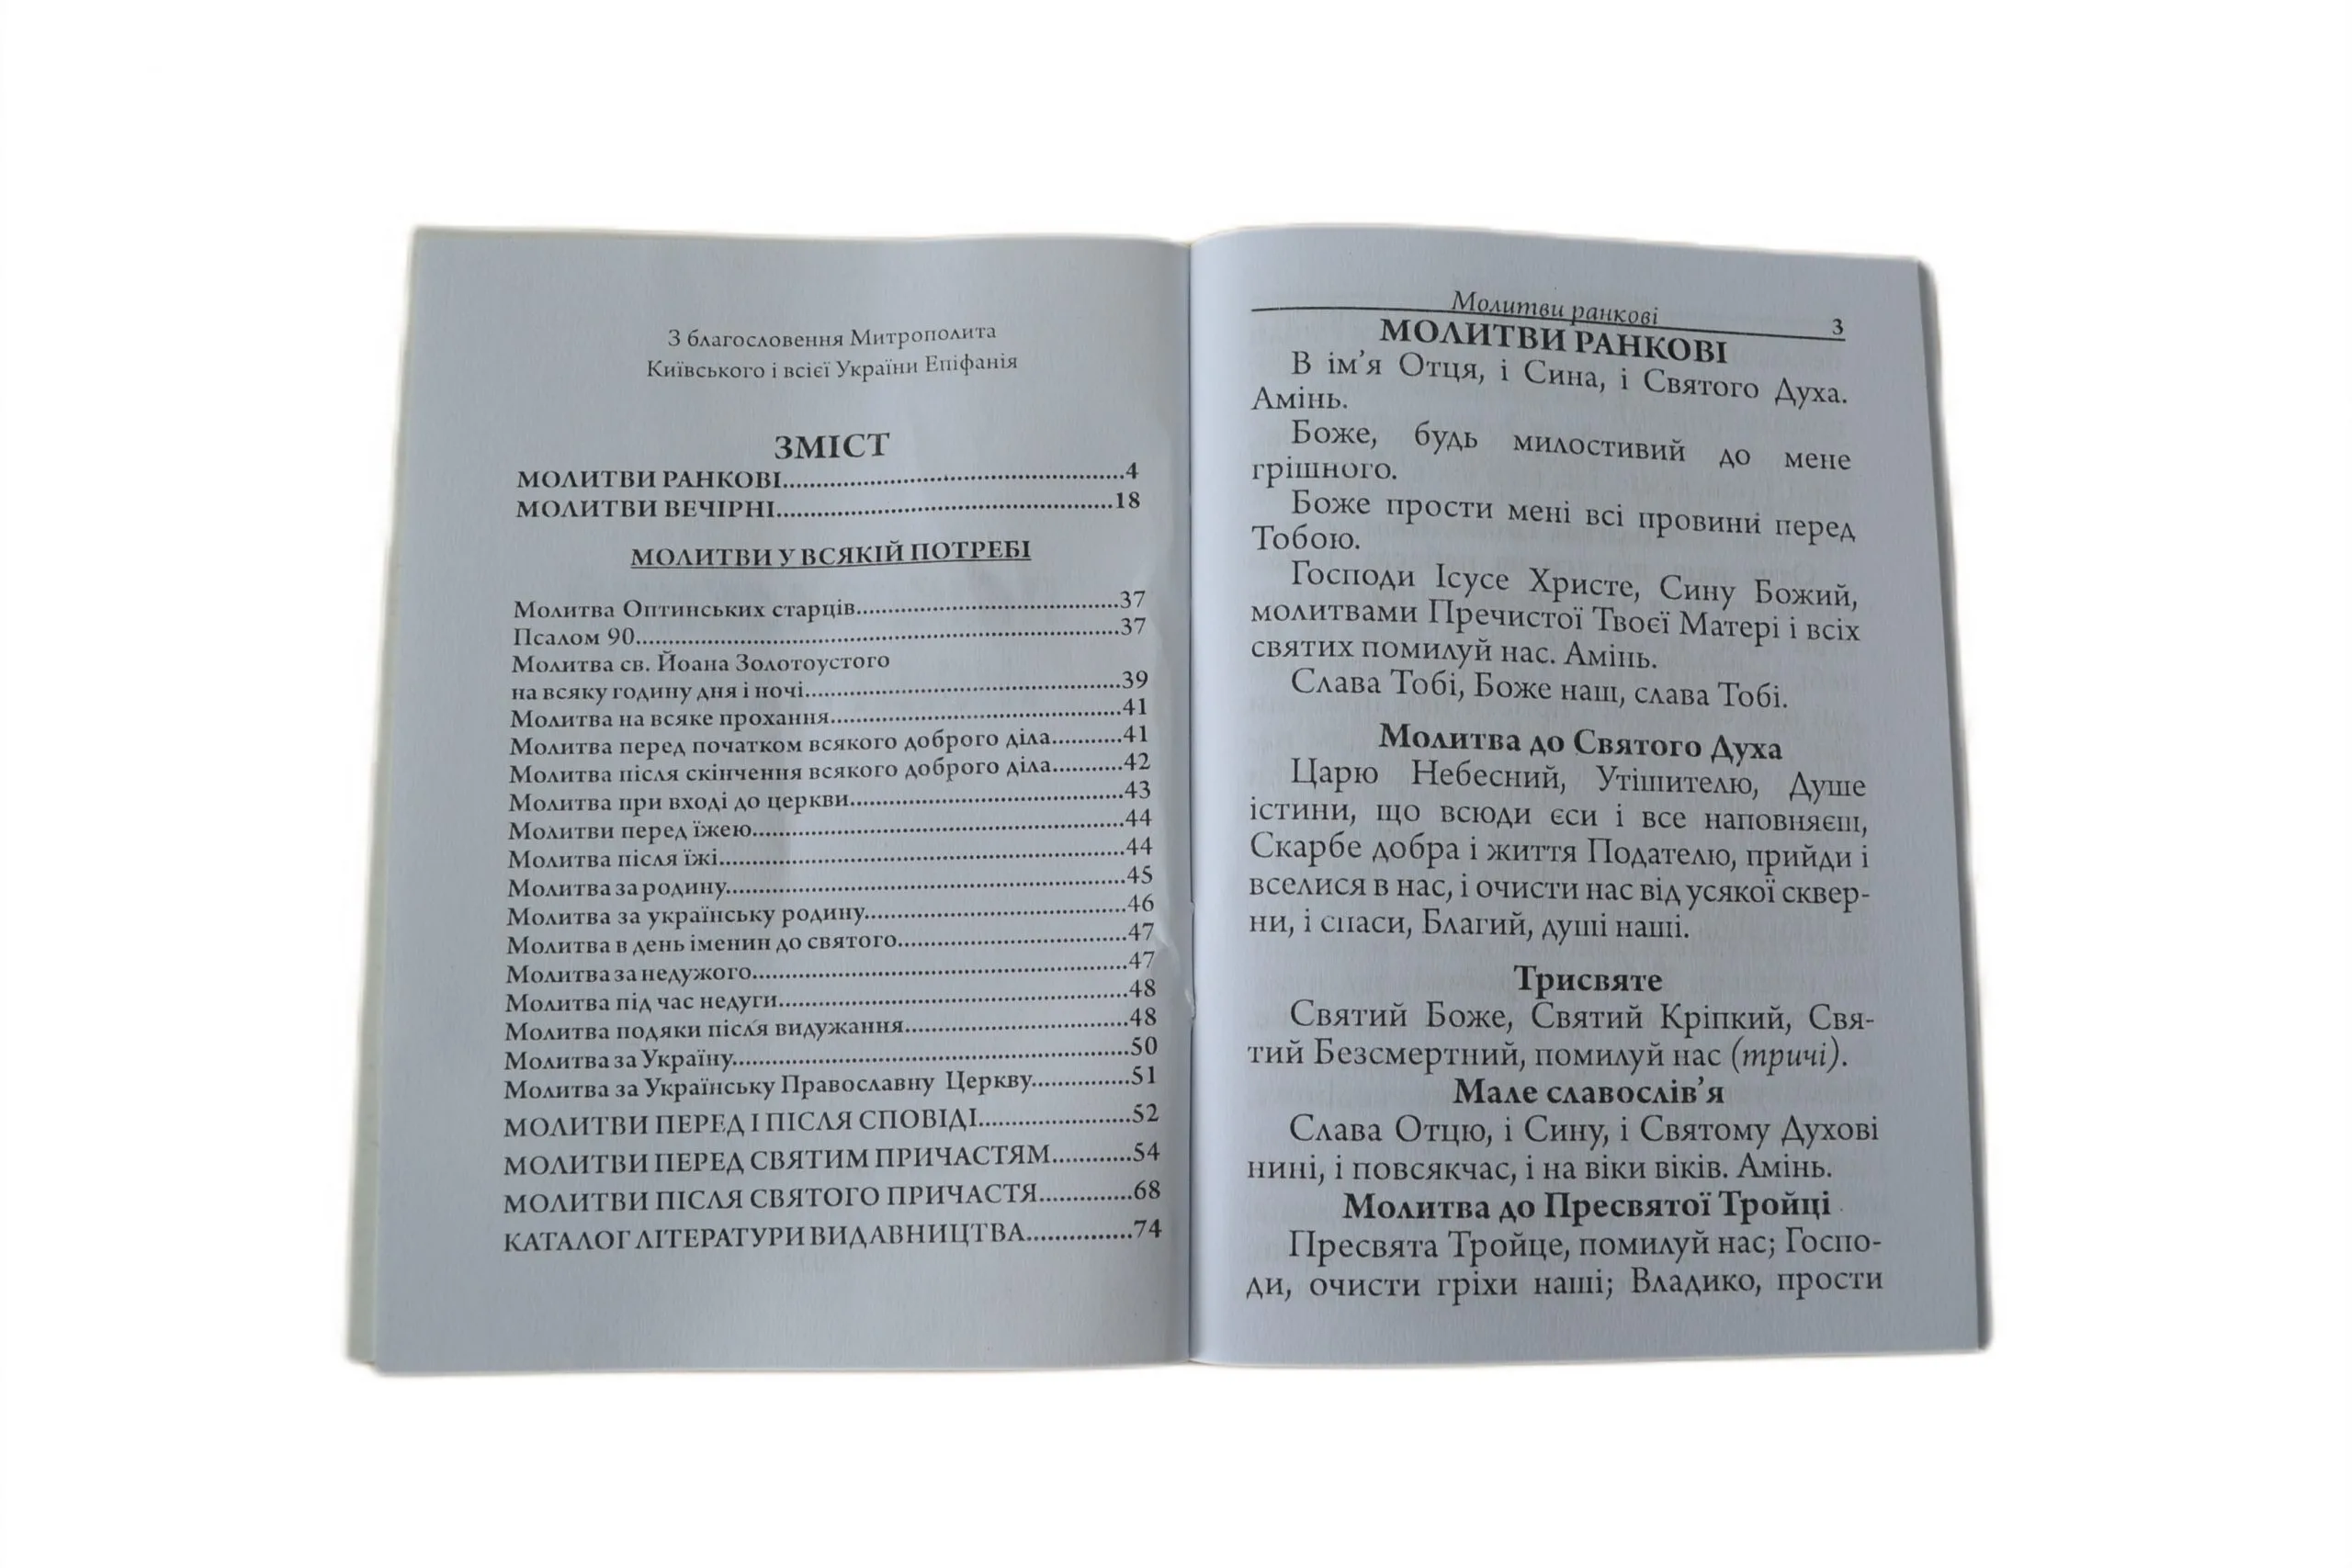 З благословення Митрополита
Київського і всієї України Епіфанія
ЗМІСТ
МОЛИТВИ РАНКОВІ..........4
МОЛИТВИ ВЕЧІРНІ..........18
МОЛИТВИ У ВСЯКІЙ ПОТРЕБІ
Молитва Оптинських старців..........37
Псалом 90..........37
Молитва св. Йоана Золотоустого
на всяку годину дня і ночі..........39
Молитва на всяке прохання..........41
Молитва перед початком всякого доброго діла..........41
Молитва після скінчення всякого доброго діла..........42
Молитва при вході до церкви..........43
Молитви перед їжею..........44
Молитва після їжі..........44
Молитва за родину..........45
Молитва за українську родину..........46
Молитва в день іменин до святого..........47
Молитва за недужого..........47
Молитва під час недуги..........48
Молитва подяки після видужання..........48
Молитва за Україну..........50
Молитва за Українську Православну Церкву..........51
МОЛИТВИ ПЕРЕД І ПІСЛЯ СПОВІДІ..........52
МОЛИТВИ ПЕРЕД СВЯТИМ ПРИЧАСТЯМ..........54
МОЛИТВИ ПІСЛЯ СВЯТОГО ПРИЧАСТЯ..........68
КАТАЛОГ ЛІТЕРАТУРИ ВИДАВНИЦТВА..........74
Молитви ранкові 3
МОЛИТВИ РАНКОВІ
В ім’я Отця, і Сина, і Святого Духа.
Амінь.
Боже, будь милостивий до мене
грішного.
Боже прости мені всі провини перед
Тобою.
Господи Ісусе Христе, Сину Божий,
молитвами Пречистої Твоєї Матері і всіх
святих помилуй нас. Амінь.
Слава Тобі, Боже наш, слава Тобі.
Молитва до Святого Духа
Царю Небесний, Утішителю, Душе
істини, що всюди єси і все наповняєш,
Скарбе добра і життя Подателю, прийди і
вселися в нас, і очисти нас від усякої сквер-
ни, і спаси, Благий, душі наші.
Трисвяте
Святий Боже, Святий Кріпкий, Свя-
тий Безсмертний, помилуй нас (тричі).
Мале славослів’я
Слава Отцю, і Сину, і Святому Духові
нині, і повсякчас, і на віки віків. Амінь.
Молитва до Пресвятої Тройці
Пресвята Тройце, помилуй нас; Госпо-
ди, очисти гріхи наші; Владико, прости